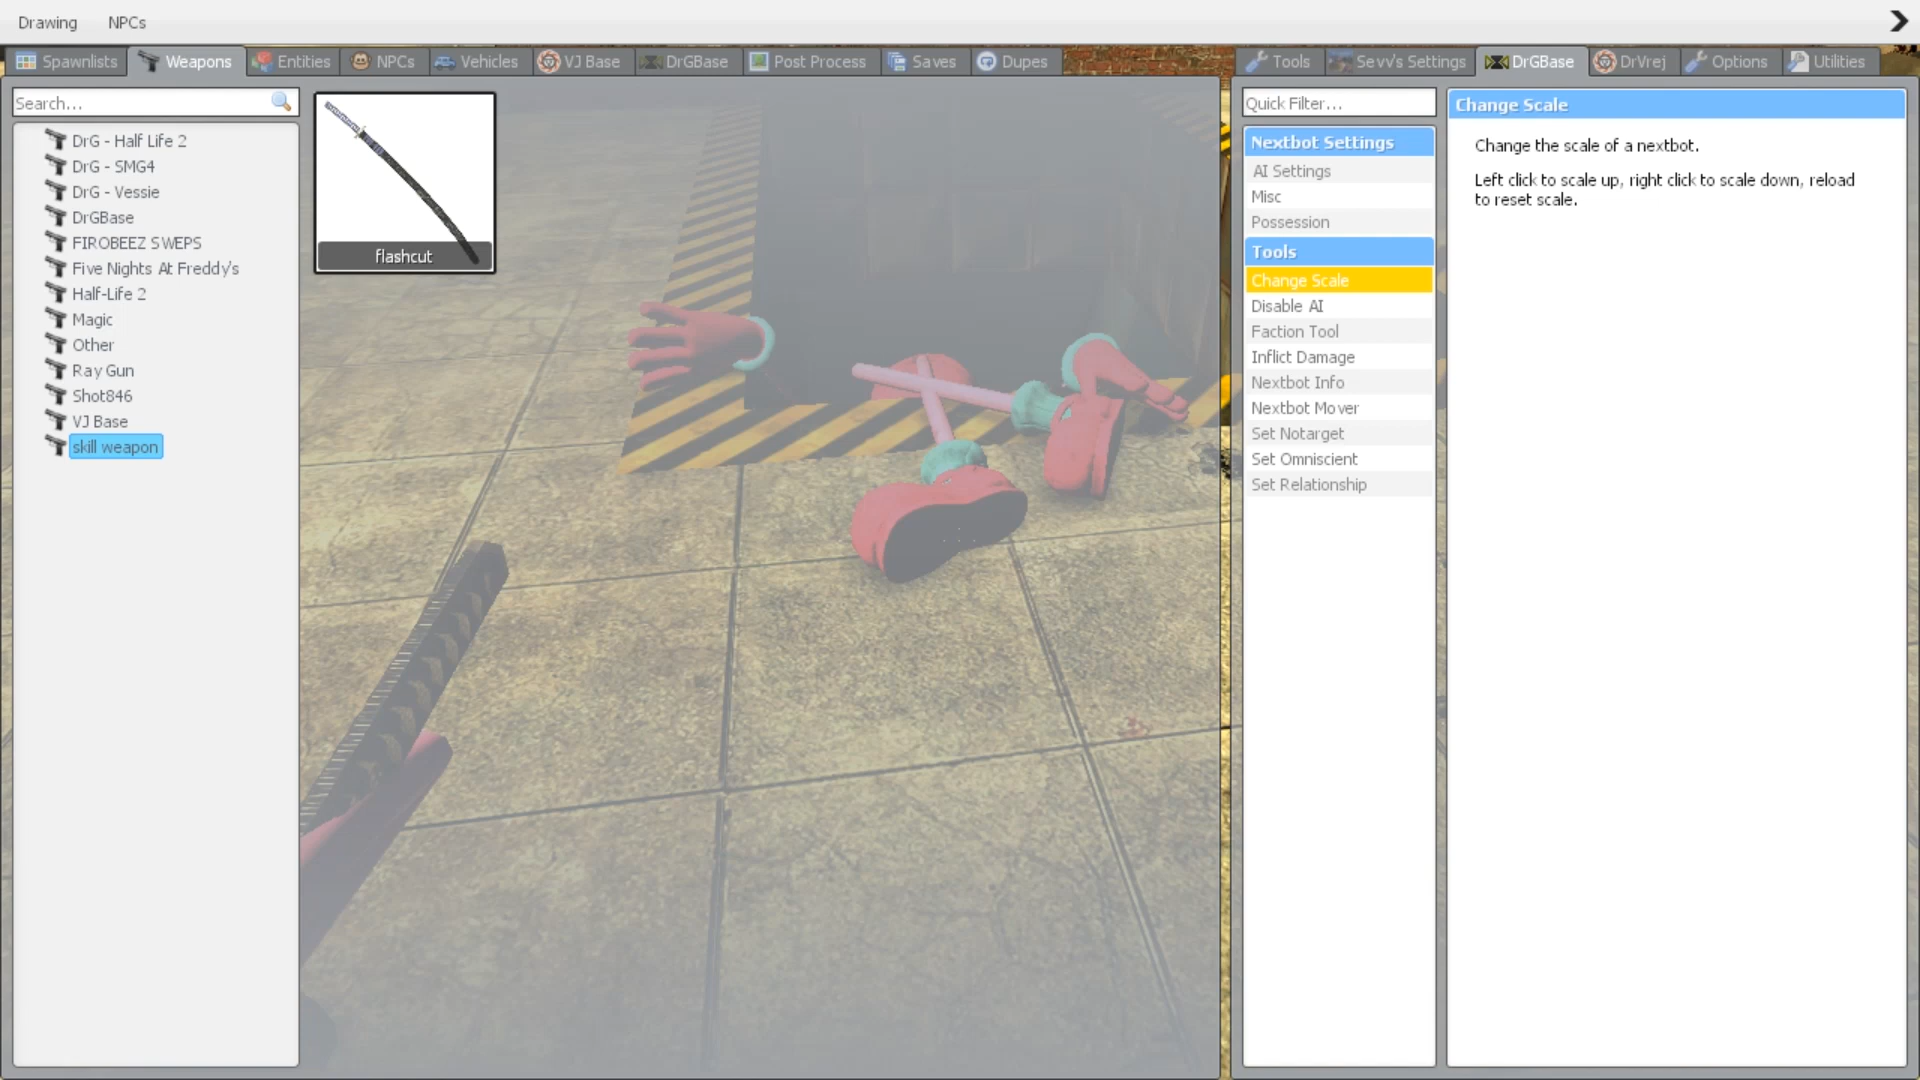 Drawing NPCs
Spawnlists Weapons Entities NPCs Vehicles VJ Base DrGBase Post Process Saves Dupes
Tools Sevv's Settings DrGBase DrVrej Options Utilities
Search...
DrG - Half Life 2
DrG - SMG4
DrG - Vessie
DrGBase
FIROBEEZ SWEPS
Five Nights At Freddy's
Half-Life 2
Magic
Other
Ray Gun
Shot846
VJ Base
skill weapon
flashcut
Quick Filter...
Nextbot Settings
AI Settings
Misc
Possession
Tools
Change Scale
Disable AI
Faction Tool
Inflict Damage
Nextbot Info
Nextbot Mover
Set Notarget
Set Omniscient
Set Relationship
Change Scale
Change the scale of a nextbot.
Left click to scale up, right click to scale down, reload
to reset scale.